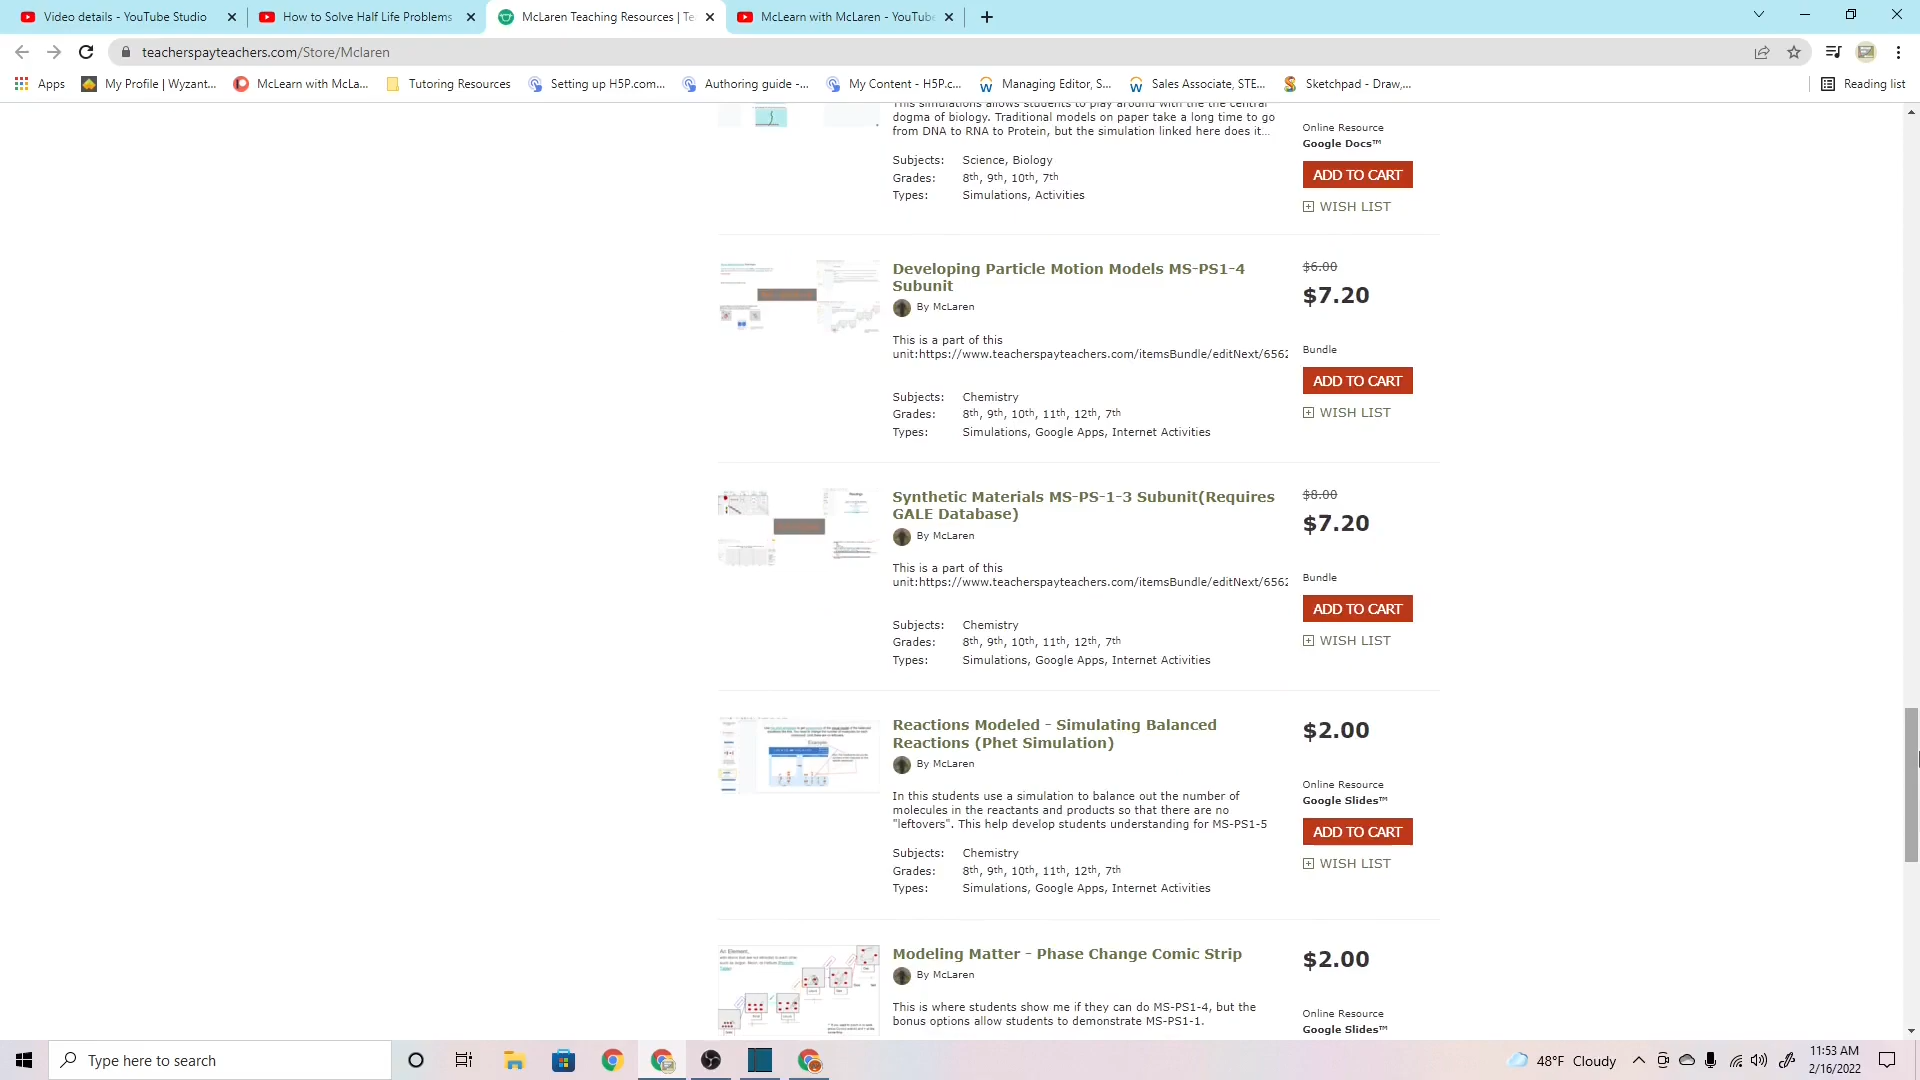 Video details - YouTube Studio
How to Solve Half Life Problems
McLaren Teaching Resources | Te
McLearn with McLaren - YouTube
teacherspayteachers.com/Store/Mclaren
Apps
My Profile | Wyzant...
McLearn with McLa...
Tutoring Resources
Setting up H5P.com...
Authoring guide -...
My Content - H5P.c...
Managing Editor, S...
Sales Associate, STE...
Sketchpad - Draw,...
Reading list
This simulations allows students to play around with the the central
dogma of biology. Traditional models on paper take a long time to go
from DNA to RNA to Protein, but the simulation linked here does it...
Subjects: Science, Biology
Grades: 8th, 9th, 10th, 7th
Types: Simulations, Activities
Online Resource
Google Docs™
ADD TO CART
WISH LIST
Developing Particle Motion Models MS-PS1-4
Subunit
By McLaren
This is a part of this
unit:https://www.teacherspayteachers.com/itemsBundle/editNext/6562
Subjects: Chemistry
Grades: 8th, 9th, 10th, 11th, 12th, 7th
Types: Simulations, Google Apps, Internet Activities
$6.00
$7.20
Bundle
ADD TO CART
WISH LIST
Synthetic Materials MS-PS-1-3 Subunit(Requires
GALE Database)
By McLaren
This is a part of this
unit:https://www.teacherspayteachers.com/itemsBundle/editNext/6562
Subjects: Chemistry
Grades: 8th, 9th, 10th, 11th, 12th, 7th
Types: Simulations, Google Apps, Internet Activities
$8.00
$7.20
Bundle
ADD TO CART
WISH LIST
Reactions Modeled - Simulating Balanced
Reactions (Phet Simulation)
By McLaren
In this students use a simulation to balance out the number of
molecules in the reactants and products so that there are no
"leftovers". This help develop students understanding for MS-PS1-5
Subjects: Chemistry
Grades: 8th, 9th, 10th, 11th, 12th, 7th
Types: Simulations, Google Apps, Internet Activities
$2.00
Online Resource
Google Slides™
ADD TO CART
WISH LIST
An Element,
Modeling Matter - Phase Change Comic Strip
By McLaren
This is where students show me if they can do MS-PS1-4, but the
bonus options allow students to demonstrate MS-PS1-1.
$2.00
Online Resource
Google Slides™
Type here to search
48°F Cloudy
11:53 AM
2/16/2022